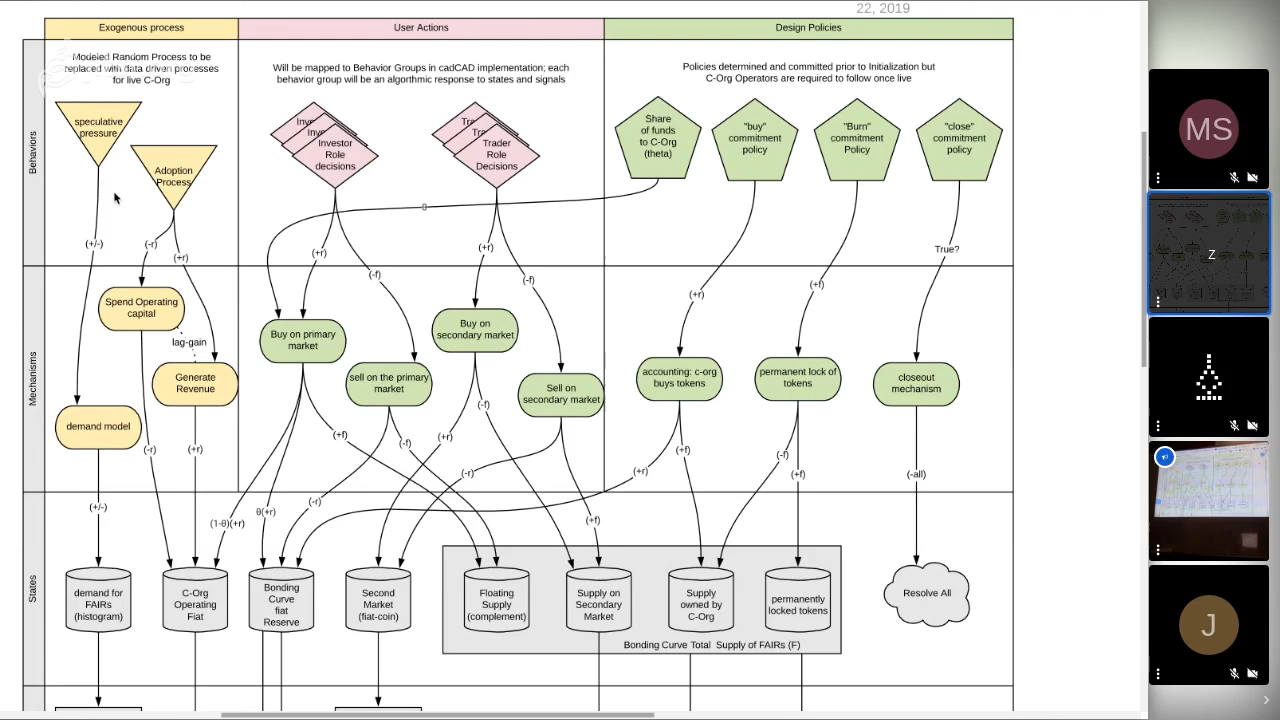 22, 2019
Exogenous process
User Actions
Design Policies
Behaviors
Modeled Random Process to be
replaced with data driven processes
for live C-Org
Will be mapped to Behavior Groups in cadCAD implementation; each
behavior group will be an algorthmic response to states and signals
Policies determined and committed prior to Initialization but
C-Org Operators are required to follow once live
speculative
pressure
Adoption
Process
Investor
Role
decisions
Trader
Role
Decisions
Share
of funds
to C-Org
(theta)
"buy"
commitment
policy
"Burn"
commitment
Policy
"close"
commitment
policy
θ
(+/-)
(-r)
(+r)
(+r)
(-f)
(+r)
(-f)
(+r)
(+f)
True?
Mechanisms
Spend Operating
capital
lag-gain
Generate
Revenue
demand model
Buy on primary
market
sell on the primary
market
Buy on
secondary market
Sell on
secondary market
accounting: c-org
buys tokens
permanent lock of
tokens
closeout
mechanism
(-r)
(+r)
(+f)
(-f)
(+r)
(-f)
(-r)
(+r)
(+f)
(-f)
(+f)
(-all)
States
(+/-)
(1-θ)(+r)
θ(+r)
(-r)
(+f)
demand for
FAIRs
(histogram)
C-Org
Operating
Fiat
Bonding
Curve
fiat
Reserve
Second
Market
(fiat-coin)
Floating
Supply
(complement)
Supply on
Secondary
Market
Supply
owned by
C-Org
permanently
locked tokens
Bonding Curve Total Supply of FAIRs (F)
Resolve All
MS
Z
J